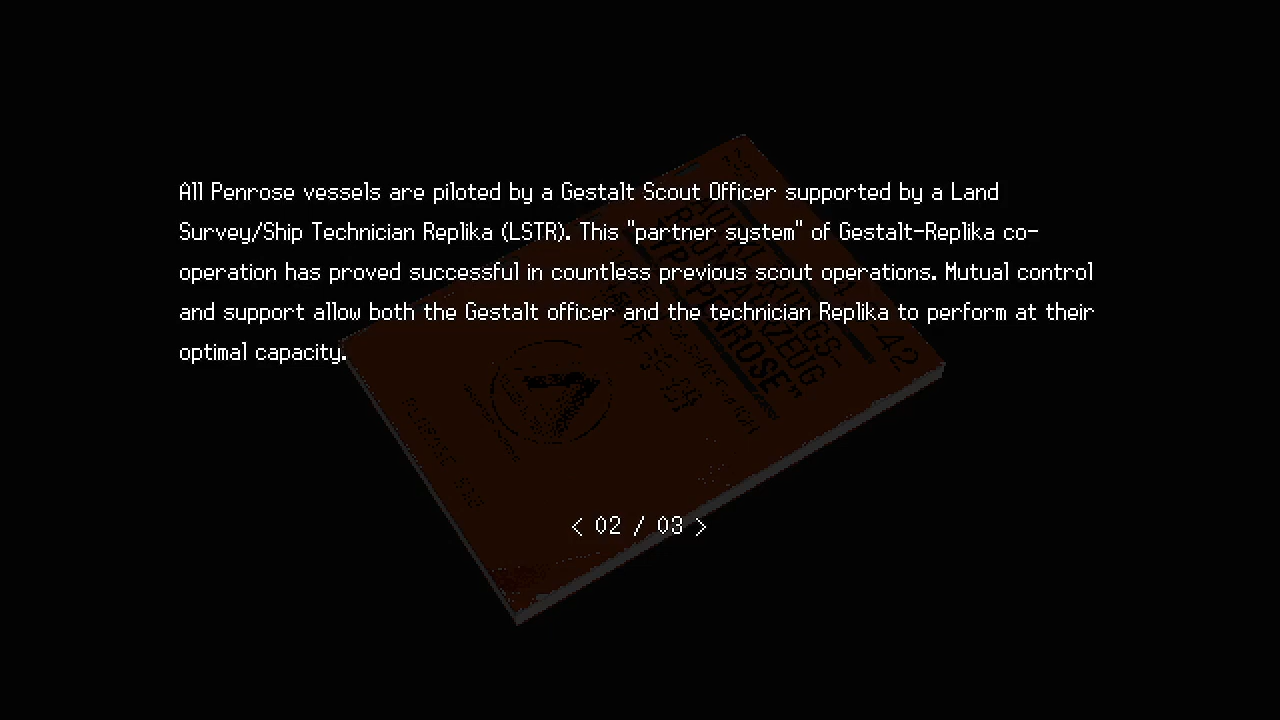 All Penrose vessels are piloted by a Gestalt Scout Officer supported by a Land
Survey/Ship Technician Replika (LSTR). This "partner system" of Gestalt-Replika co-
operation has proved successful in countless previous scout operations. Mutual control
and support allow both the Gestalt officer and the technician Replika to perform at their
optimal capacity.
< 02 / 03 >
PENROSE"